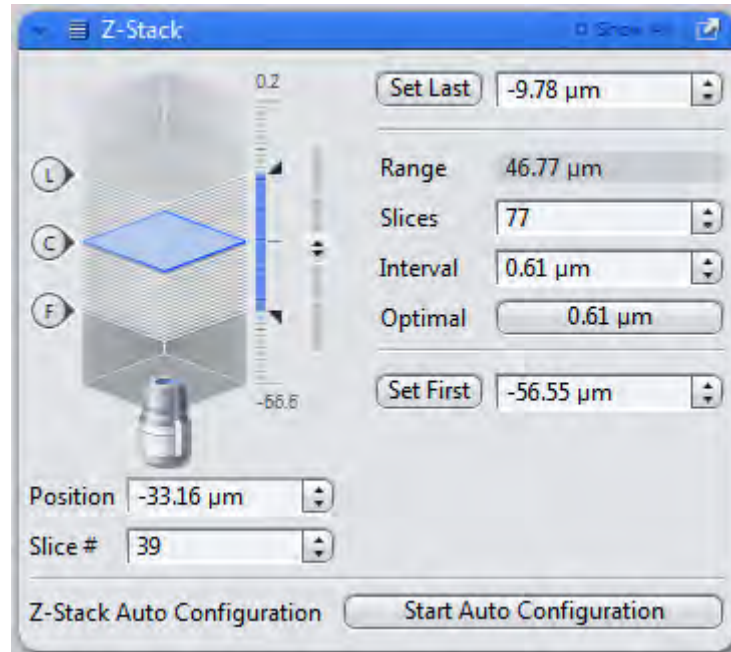 Z-Stack
Show All
0.2
Set Last -9.78 µm
L
Range 46.77 µm
Slices 77
C
Interval 0.61 µm
F
Optimal 0.61 µm
-66.6
Set First -56.55 µm
Position -33.16 µm
Slice # 39
Z-Stack Auto Configuration Start Auto Configuration